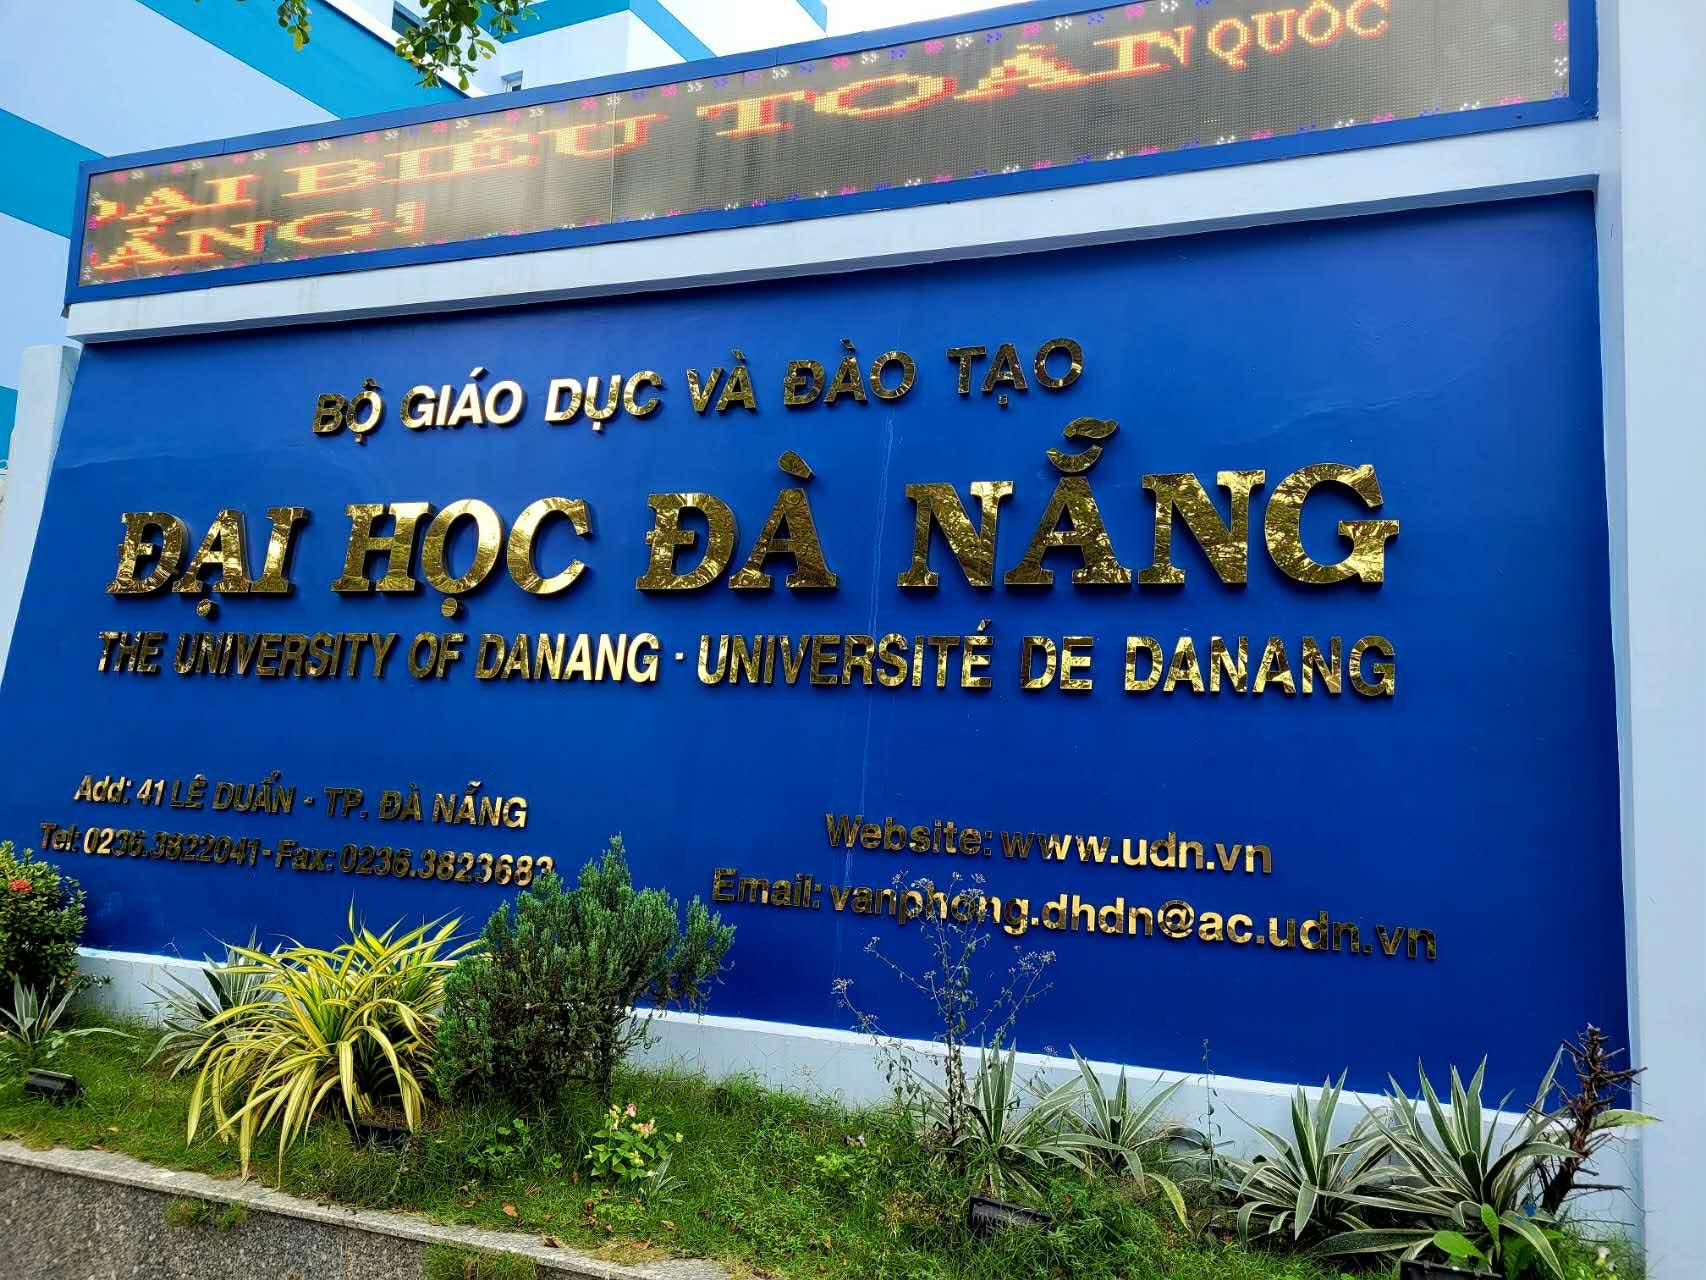 ĐẠI BIỂU TOÀN QUỐC
BỘ GIÁO DỤC VÀ ĐÀO TẠO
ĐẠI HỌC ĐÀ NẴNG
THE UNIVERSITY OF DANANG · UNIVERSITÉ DE DANANG
Add: 41 LÊ DUẨN - TP. ĐÀ NẴNG
Tel: 0236.3822041 - Fax: 0236.3823683
Website: www.udn.vn
Email: vanphong.dhdn@ac.udn.vn